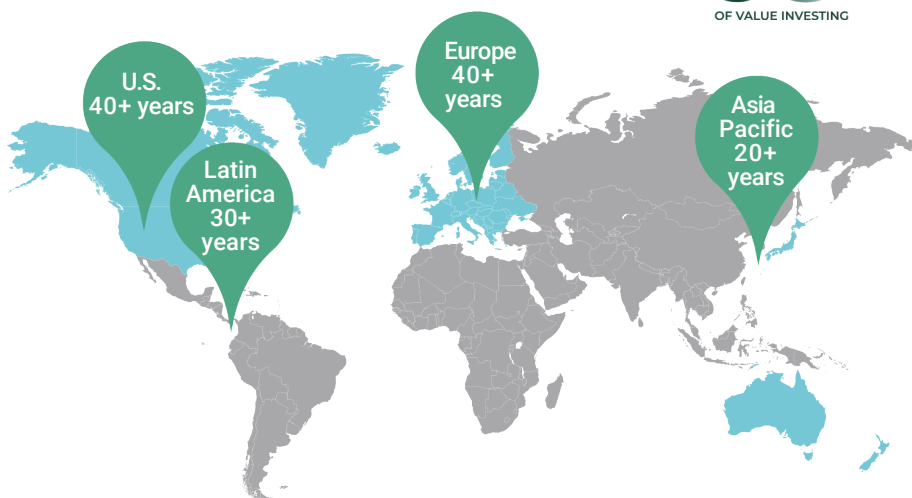 OF VALUE INVESTING
U.S.
40+ years
Europe
40+
years
Asia
Pacific
20+
years
Latin
America
30+
years